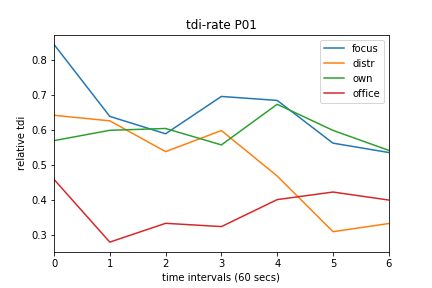 tdi-rate P01
focus
distr
own
office
relative tdi
0.8
0.7
0.6
0.5
0.4
0.3
0 1 2 3 4 5 6
time intervals (60 secs)